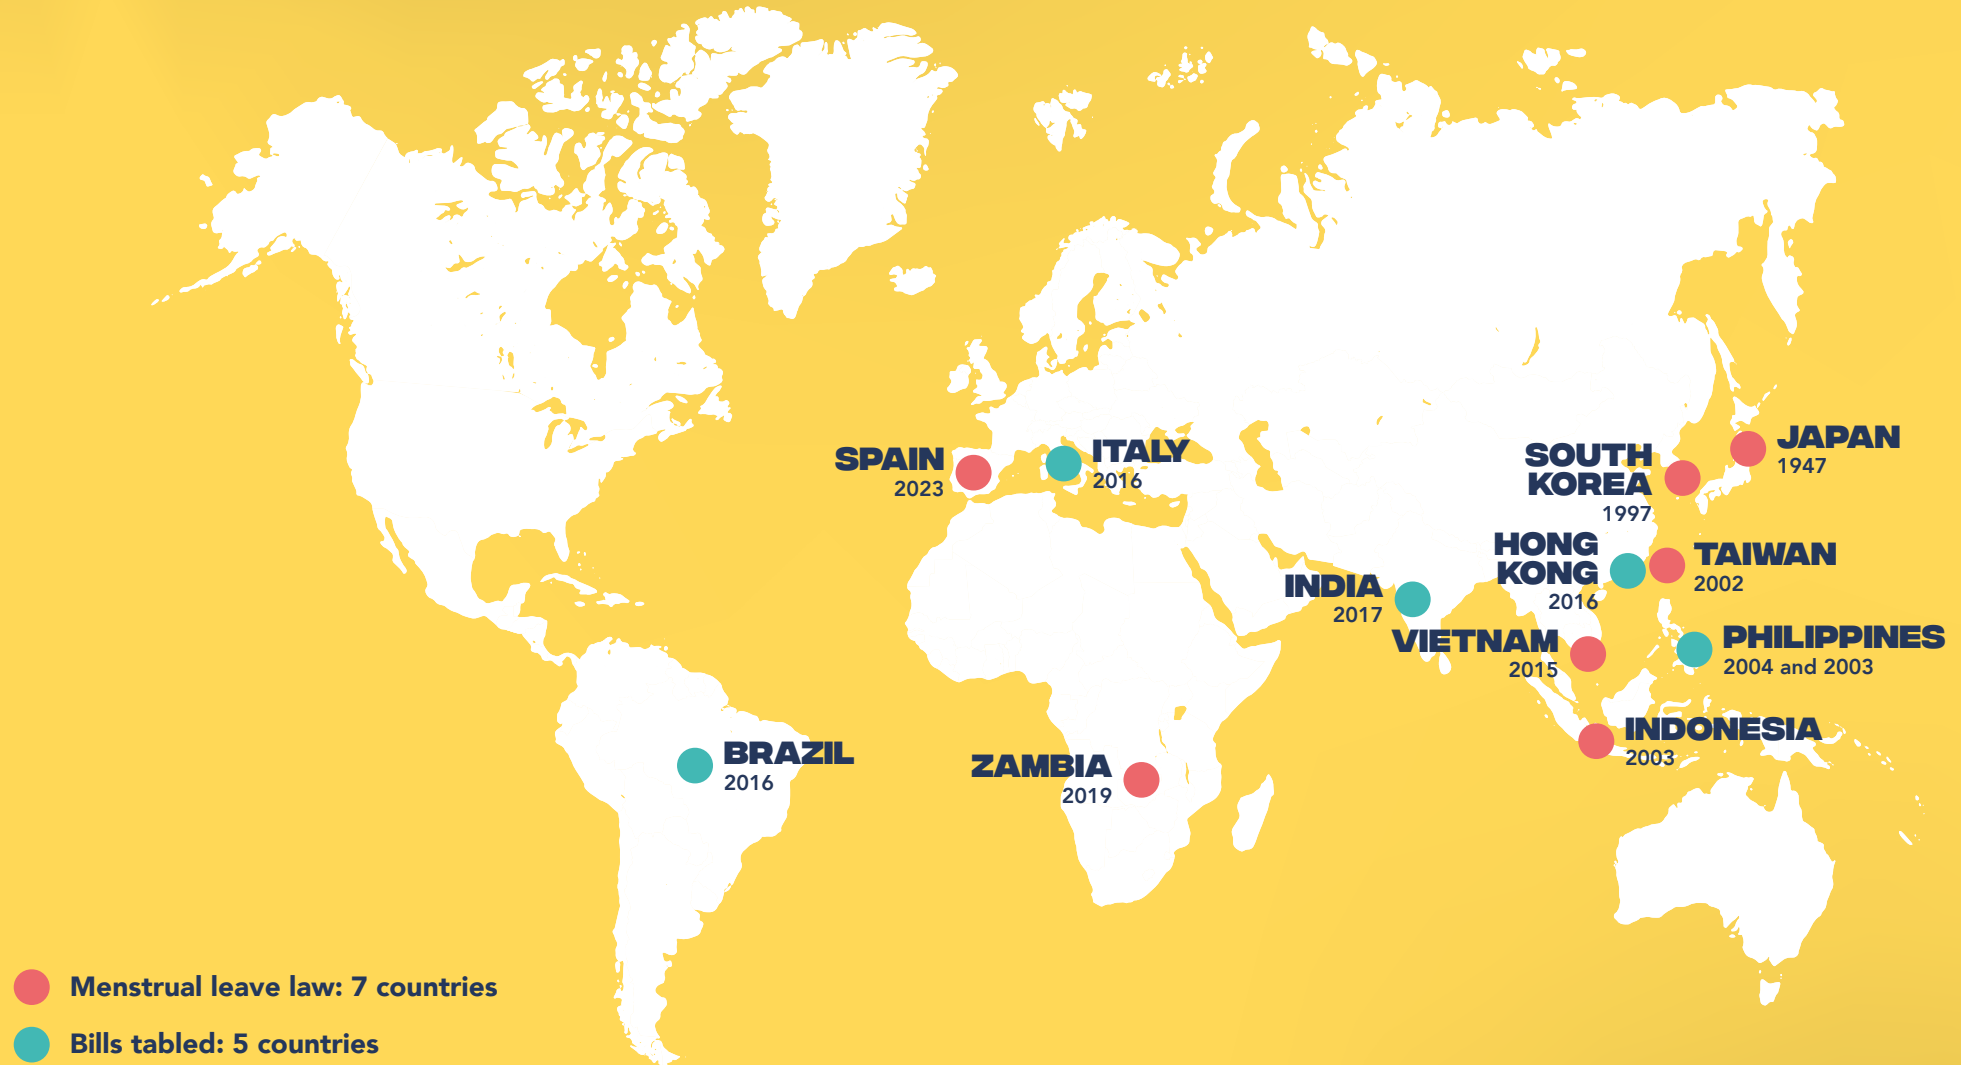 SPAIN
2023
ITALY
2016
SOUTH
KOREA
1997
JAPAN
1947
HONG
KONG
2016
TAIWAN
2002
INDIA
2017
VIETNAM
2015
PHILIPPINES
2004 and 2003
INDONESIA
2003
BRAZIL
2016
ZAMBIA
2019
Menstrual leave law: 7 countries
Bills tabled: 5 countries